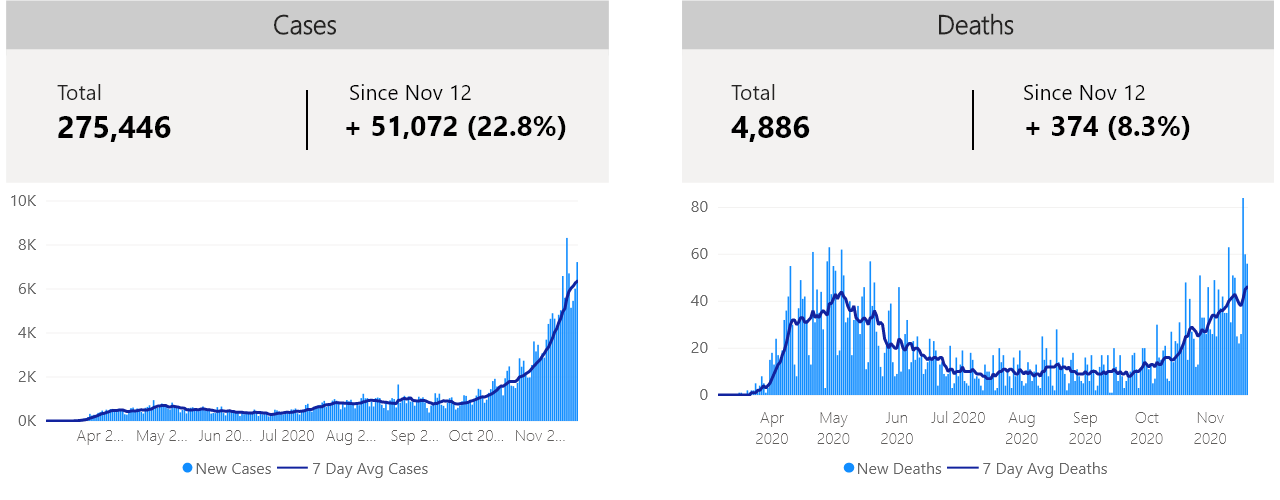 Cases
Total
275,446
Since Nov 12
+ 51,072 (22.8%)
10K
8K
6K
4K
2K
0K
Apr 2... May 2... Jun 20... Jul 2020 Aug 2... Sep 2... Oct 20... Nov 2...
New Cases 7 Day Avg Cases
Deaths
Total
4,886
Since Nov 12
+ 374 (8.3%)
80
60
40
20
0
Apr May Jun Jul 2020 Aug Sep Oct Nov
2020 2020 2020 2020 2020 2020 2020
New Deaths 7 Day Avg Deaths